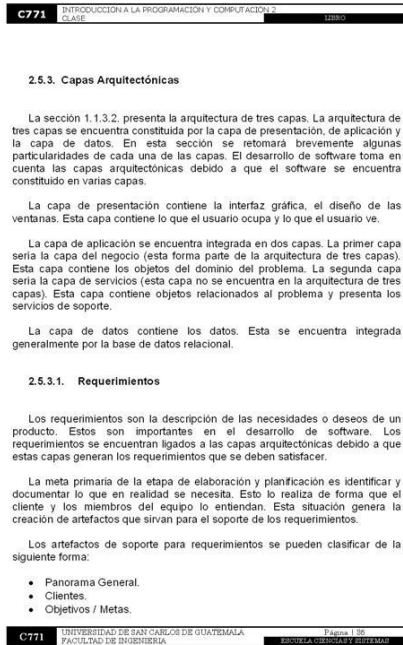 C771
INTRODUCCIÓN A LA PROGRAMACIÓN Y COMPUTACIÓN 2
CLASE
LIBRO
2.5.3. Capas Arquitectónicas
La sección 1.1.3.2. presenta la arquitectura de tres capas. La arquitectura de
tres capas se encuentra constituida por la capa de presentación, de aplicación y
la capa de datos. En esta sección se retomará brevemente algunas
particularidades de cada una de las capas. El desarrollo de software toma en
cuenta las capas arquitectónicas debido a que el software se encuentra
constituido en varias capas.
La capa de presentación contiene la interfaz gráfica, el diseño de las
ventanas. Esta capa contiene lo que el usuario ocupa y lo que el usuario ve.
La capa de aplicación se encuentra integrada en dos capas. La primer capa
seria la capa del negocio (esta forma parte de la arquitectura de tres capas).
Esta capa contiene los objetos del dominio del problema. La segunda capa
seria la capa de servicios (esta capa no se encuentra en la arquitectura de tres
capas). Esta capa contiene objetos relacionados al problema y presenta los
servicios de soporte.
La capa de datos contiene los datos. Esta se encuentra integrada
generalmente por la base de datos relacional.
2.5.3.1. Requerimientos
Los requerimientos son la descripción de las necesidades o deseos de un
producto. Estos son importantes en el desarrollo de software. Los
requerimientos se encuentran ligados a las capas arquitectónicas debido a que
estas capas generan los requerimientos que se deben satisfacer.
La meta primaria de la etapa de elaboración y planificación es identificar y
documentar lo que en realidad se necesita. Esto lo realiza de forma que el
cliente y los miembros del equipo lo entiendan. Esta situación genera la
creación de artefactos que sirvan para el soporte de los requerimientos.
Los artefactos de soporte para requerimientos se pueden clasificar de la
siguiente forma:
• Panorama General.
• Clientes.
• Objetivos / Metas.
C771
UNIVERSIDAD DE SAN CARLOS DE GUATEMALA
FACULTAD DE INGENIERIA
Página | 36
ESCUELA CIENCIAS Y SISTEMAS